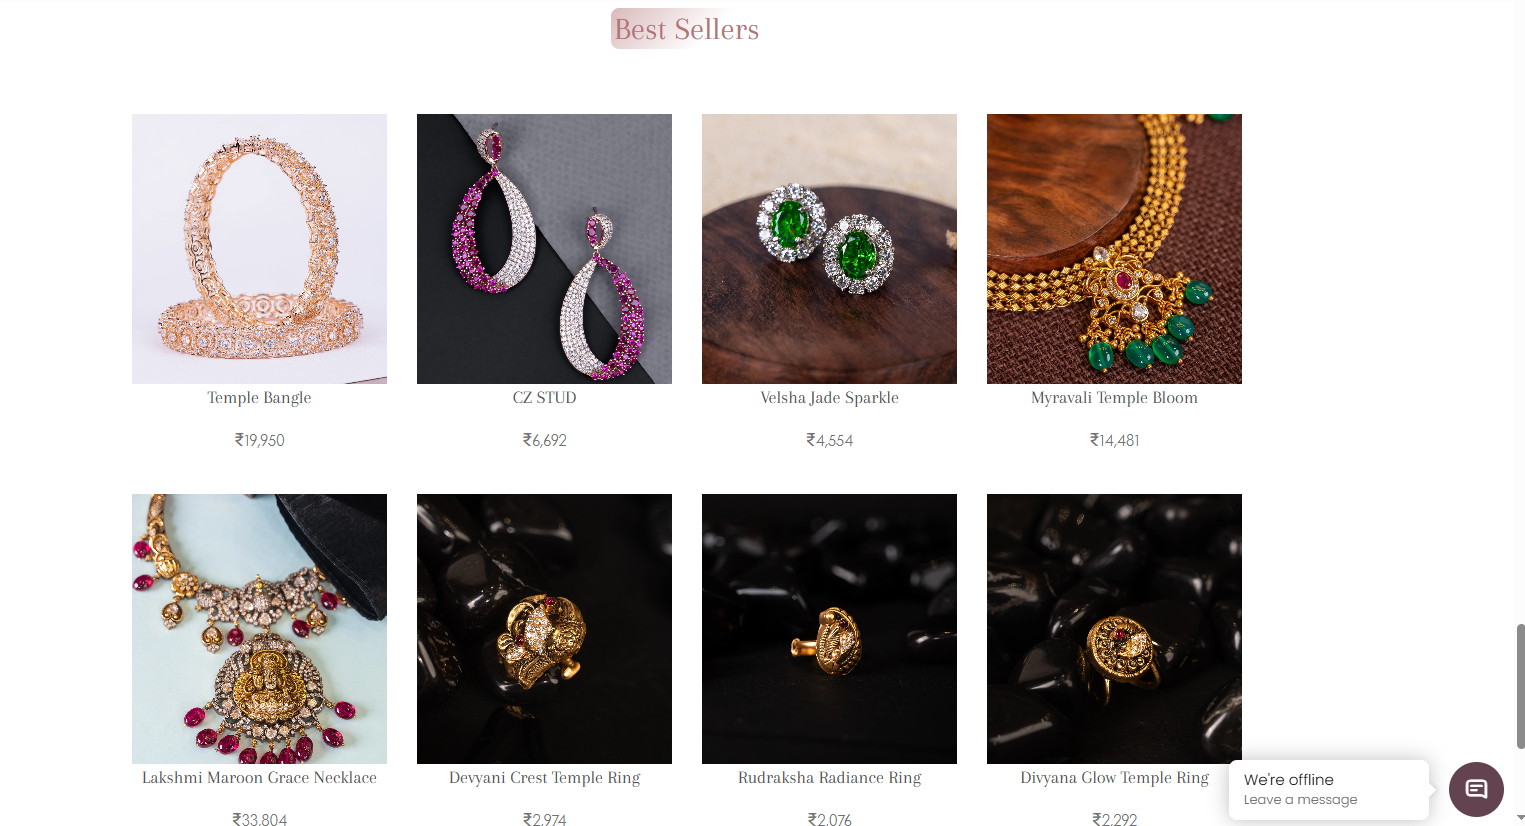 Best Sellers
Temple Bangle
CZ STUD
Velsha Jade Sparkle
Myravali Temple Bloom
₹19,950
₹6,692
₹4,554
₹14,481
Lakshmi Maroon Grace Necklace
Devyani Crest Temple Ring
Rudraksha Radiance Ring
Divyana Glow Temple Ring
₹33,804
₹2,974
₹2,076
₹2,292
We're offline
Leave a message